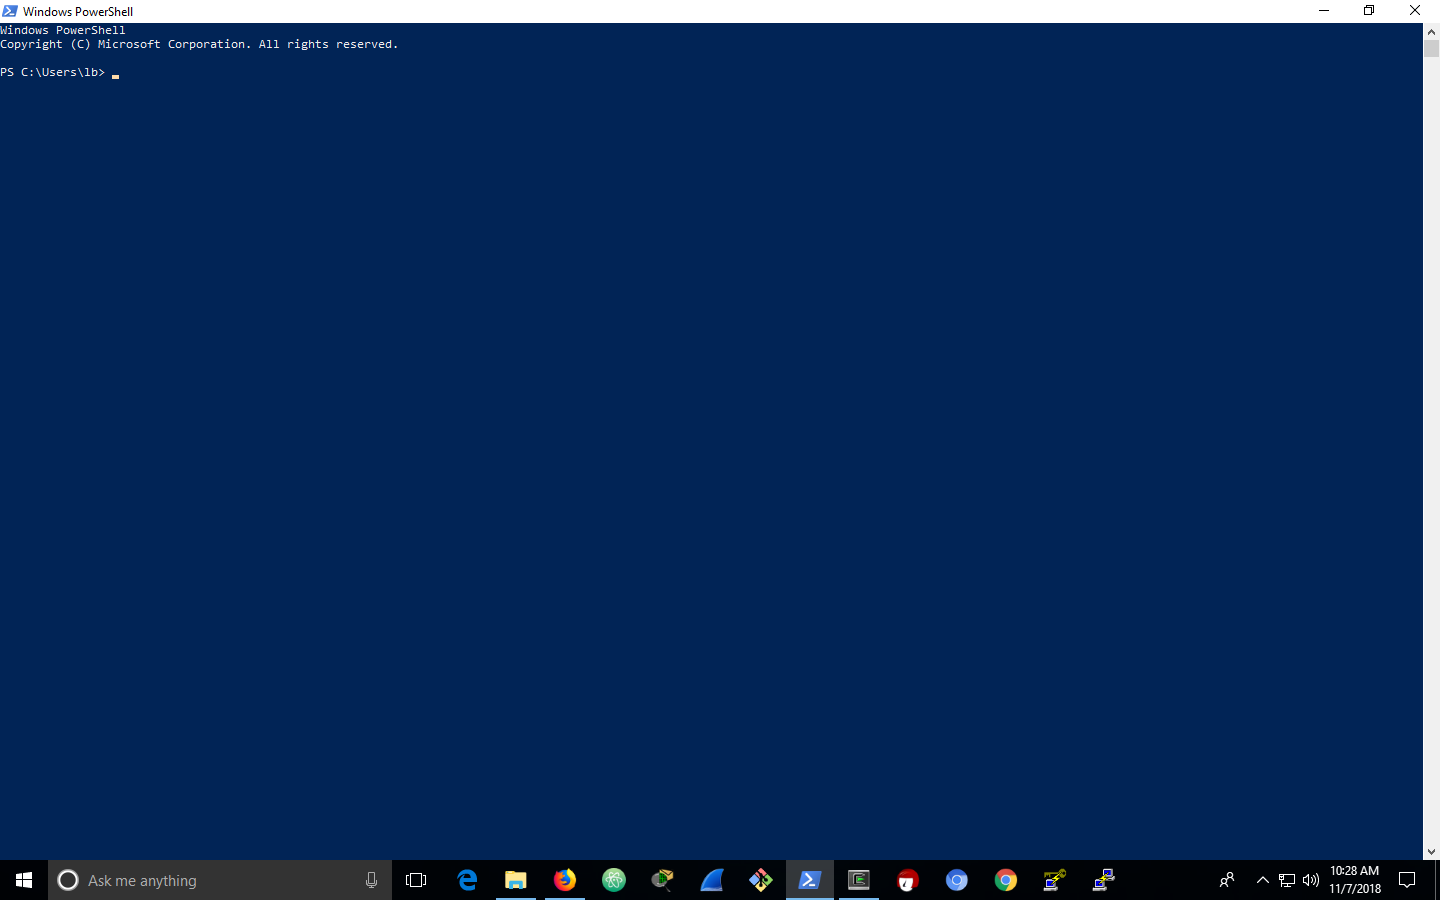 Windows PowerShell
Windows PowerShell
Copyright (C) Microsoft Corporation. All rights reserved.
PS C:\Users\lb>
Ask me anything
10:28 AM
11/7/2018